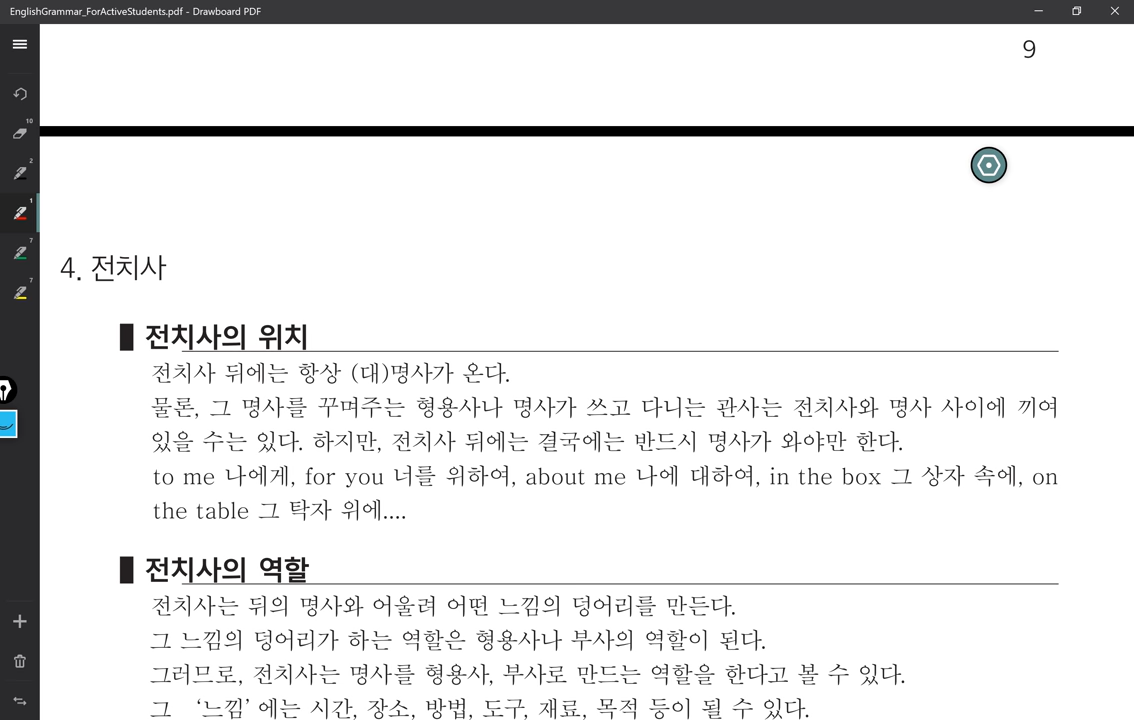 EnglishGrammar_ForActiveStudents.pdf - Drawboard PDF
9
10
2
1
7
7
4. 전치사
전치사의 위치
전치사 뒤에는 항상 (대)명사가 온다.
물론, 그 명사를 꾸며주는 형용사나 명사가 쓰고 다니는 관사는 전치사와 명사 사이에 끼여
있을 수는 있다. 하지만, 전치사 뒤에는 결국에는 반드시 명사가 와야만 한다.
to me 나에게, for you 너를 위하여, about me 나에 대하여, in the box 그 상자 속에, on
the table 그 탁자 위에....
전치사의 역할
전치사는 뒤의 명사와 어울려 어떤 느낌의 덩어리를 만든다.
그 느낌의 덩어리가 하는 역할은 형용사나 부사의 역할이 된다.
그러므로, 전치사는 명사를 형용사, 부사로 만드는 역할을 한다고 볼 수 있다.
그 ‘느낌’에는 시간, 장소, 방법, 도구, 재료, 목적 등이 될 수 있다.